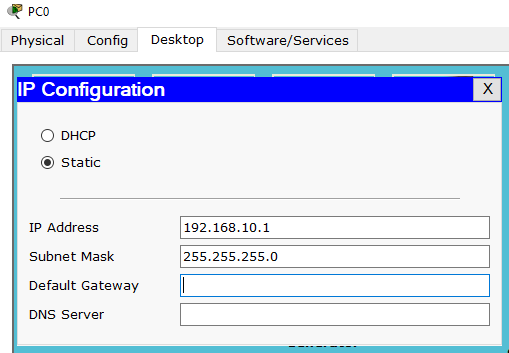 PC0
Physical Config Desktop Software/Services
IP Configuration X
DHCP
Static
IP Address 192.168.10.1
Subnet Mask 255.255.255.0
Default Gateway
DNS Server